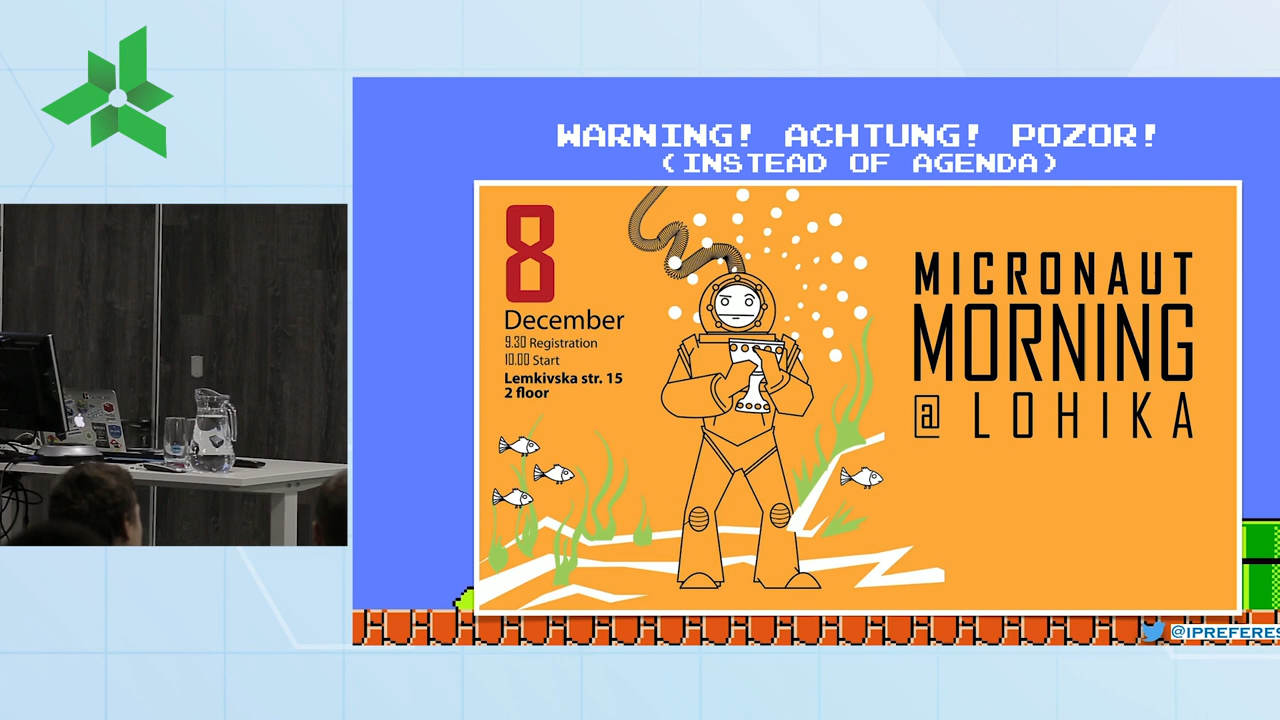 WARNING! ACHTUNG! POZOR!
(INSTEAD OF AGENDA)
8
December
9.30 Registration
10.00 Start
Lemkivska str. 15
2 floor
MICRONAUT
MORNING
@ LOHIKA
@IPREFERES